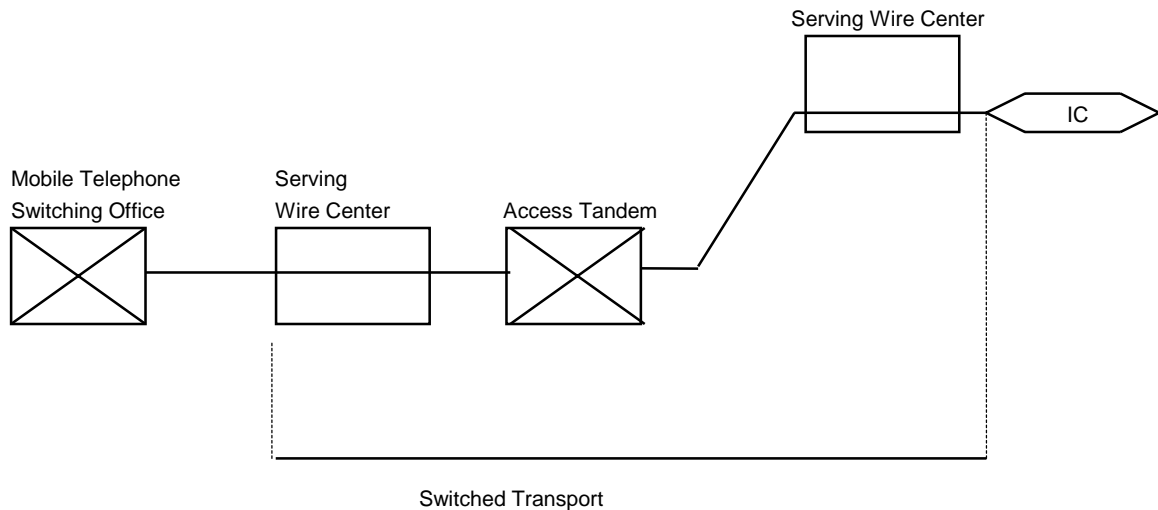 Serving Wire Center
IC
Mobile Telephone
Switching Office
Serving
Wire Center
Access Tandem
Switched Transport